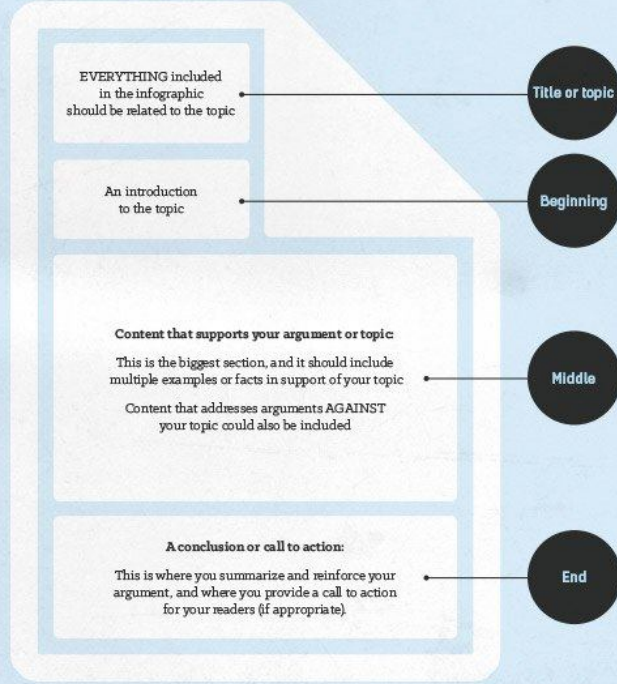 EVERYTHING included
in the infographic
should be related to the topic
Title or topic
An introduction
to the topic
Beginning
Content that supports your argument or topic:
This is the biggest section, and it should include
multiple examples or facts in support of your topic
Content that addresses arguments AGAINST
your topic could also be included
Middle
A conclusion or call to action:
This is where you summarize and reinforce your
argument, and where you provide a call to action
for your readers (if appropriate).
End